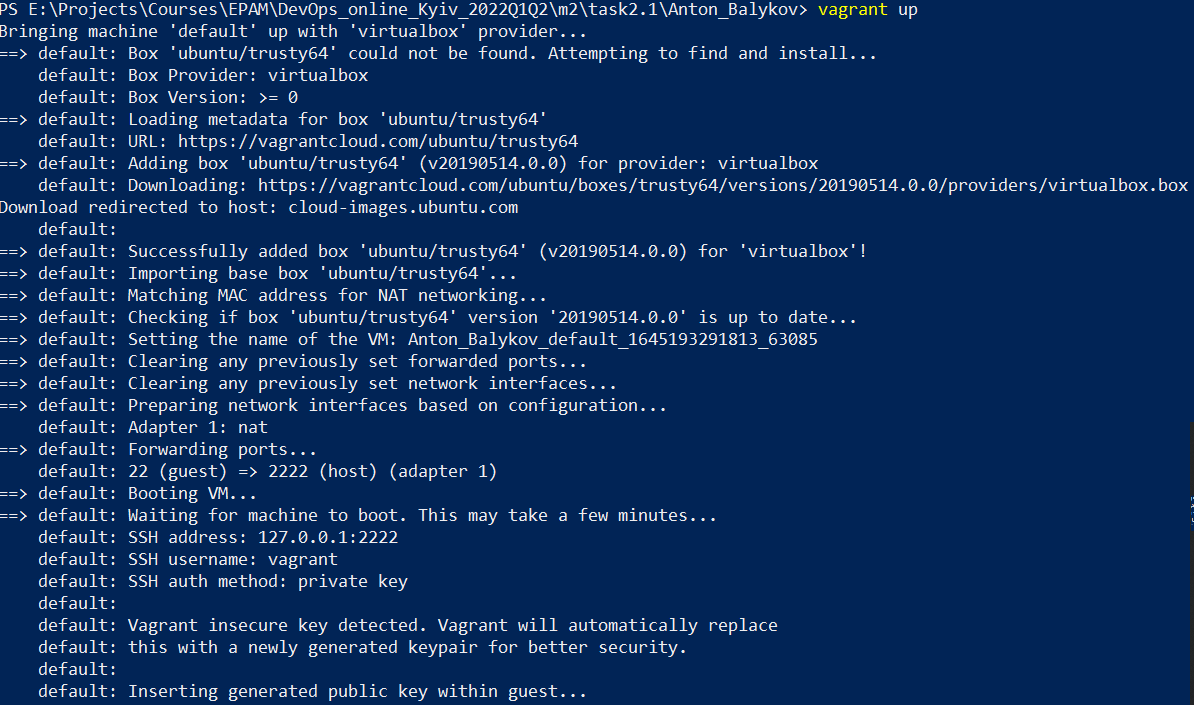 PS E:\Projects\Courses\EPAM\DevOps_online_Kyiv_2022Q1Q2\m2\task2.1\Anton_Balykov> vagrant up
Bringing machine 'default' up with 'virtualbox' provider...
==> default: Box 'ubuntu/trusty64' could not be found. Attempting to find and install...
    default: Box Provider: virtualbox
    default: Box Version: >= 0
==> default: Loading metadata for box 'ubuntu/trusty64'
    default: URL: https://vagrantcloud.com/ubuntu/trusty64
==> default: Adding box 'ubuntu/trusty64' (v20190514.0.0) for provider: virtualbox
    default: Downloading: https://vagrantcloud.com/ubuntu/boxes/trusty64/versions/20190514.0.0/providers/virtualbox.box
Download redirected to host: cloud-images.ubuntu.com
    default:
==> default: Successfully added box 'ubuntu/trusty64' (v20190514.0.0) for 'virtualbox'!
==> default: Importing base box 'ubuntu/trusty64'...
==> default: Matching MAC address for NAT networking...
==> default: Checking if box 'ubuntu/trusty64' version '20190514.0.0' is up to date...
==> default: Setting the name of the VM: Anton_Balykov_default_1645193291813_63085
==> default: Clearing any previously set forwarded ports...
==> default: Clearing any previously set network interfaces...
==> default: Preparing network interfaces based on configuration...
    default: Adapter 1: nat
==> default: Forwarding ports...
    default: 22 (guest) => 2222 (host) (adapter 1)
==> default: Booting VM...
==> default: Waiting for machine to boot. This may take a few minutes...
    default: SSH address: 127.0.0.1:2222
    default: SSH username: vagrant
    default: SSH auth method: private key
    default:
    default: Vagrant insecure key detected. Vagrant will automatically replace
    default: this with a newly generated keypair for better security.
    default:
    default: Inserting generated public key within guest...